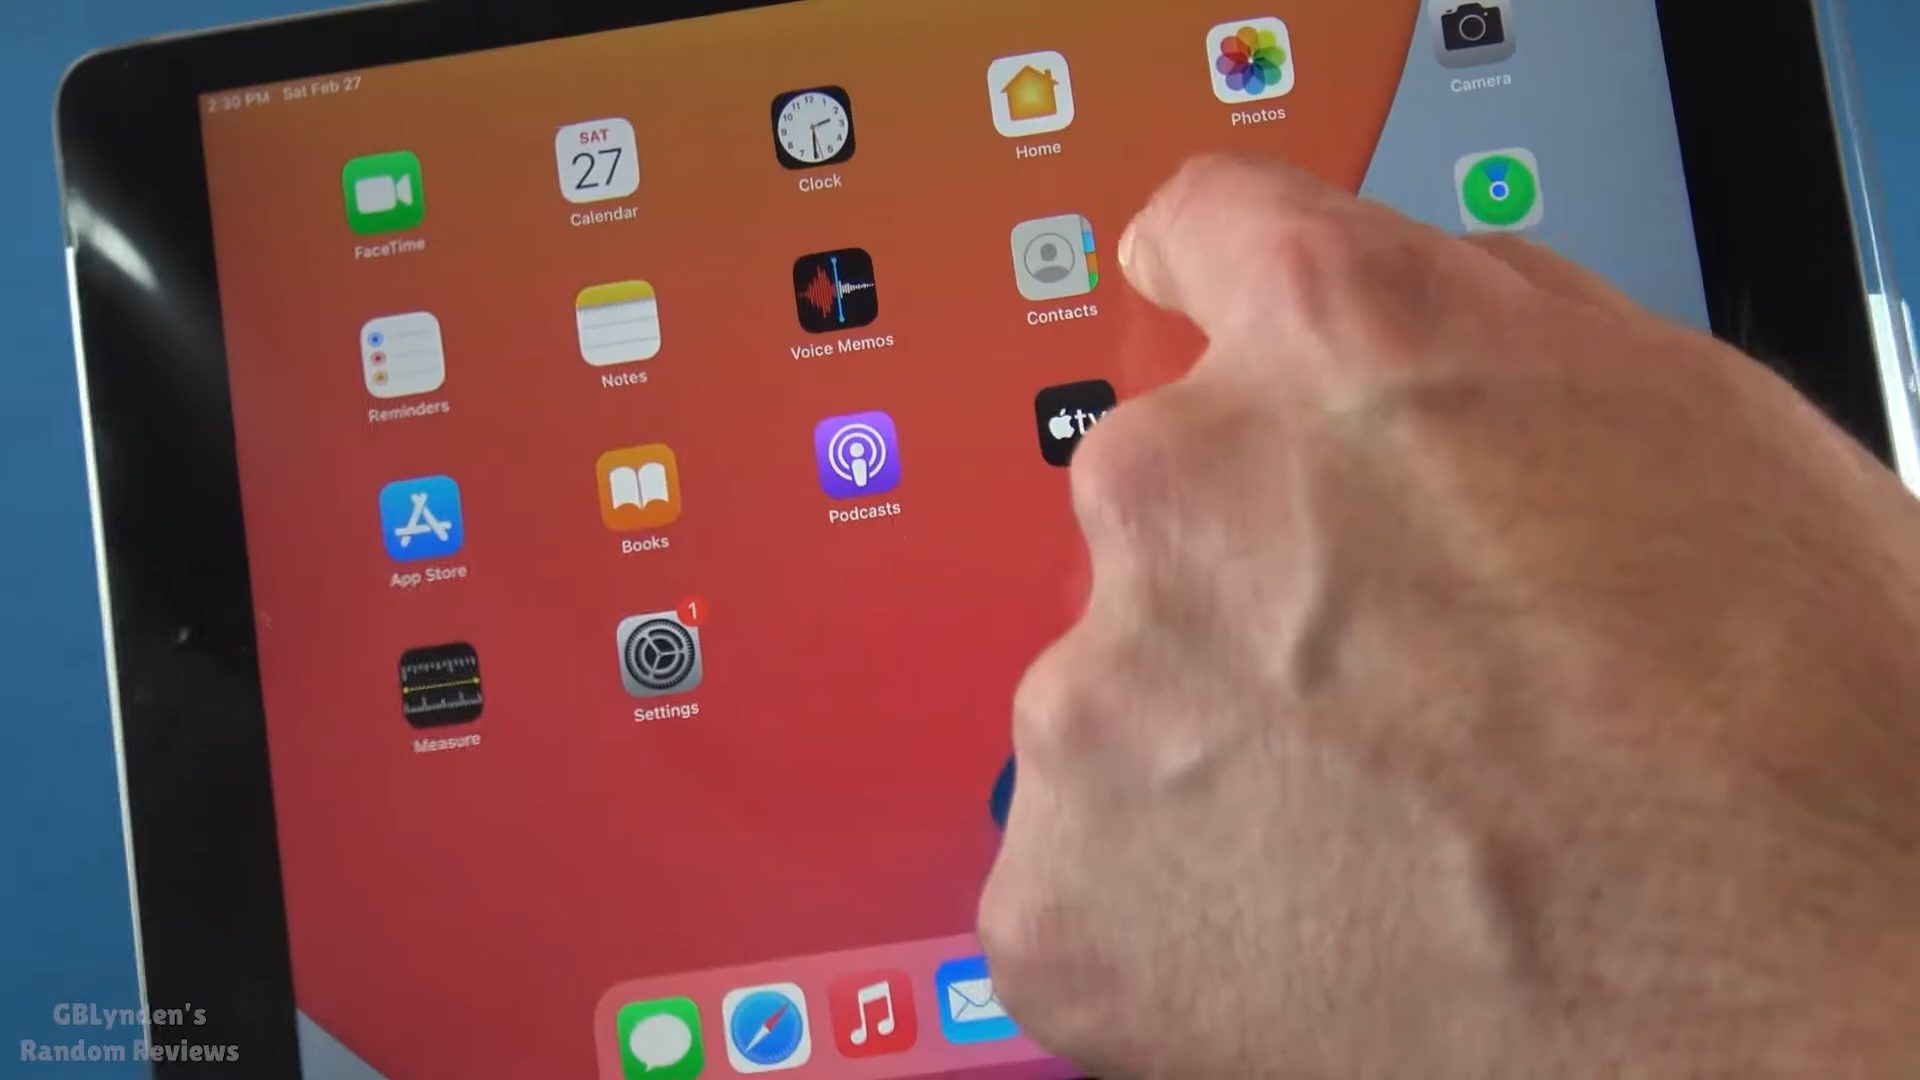 2:30 PM Sat Feb 27
FaceTime
SAT
27
Calendar
Clock
Home
Photos
Camera
Reminders
Notes
Voice Memos
Contacts
App Store
Books
Podcasts
tv
Measure
1
Settings
GBLynden's
Random Reviews